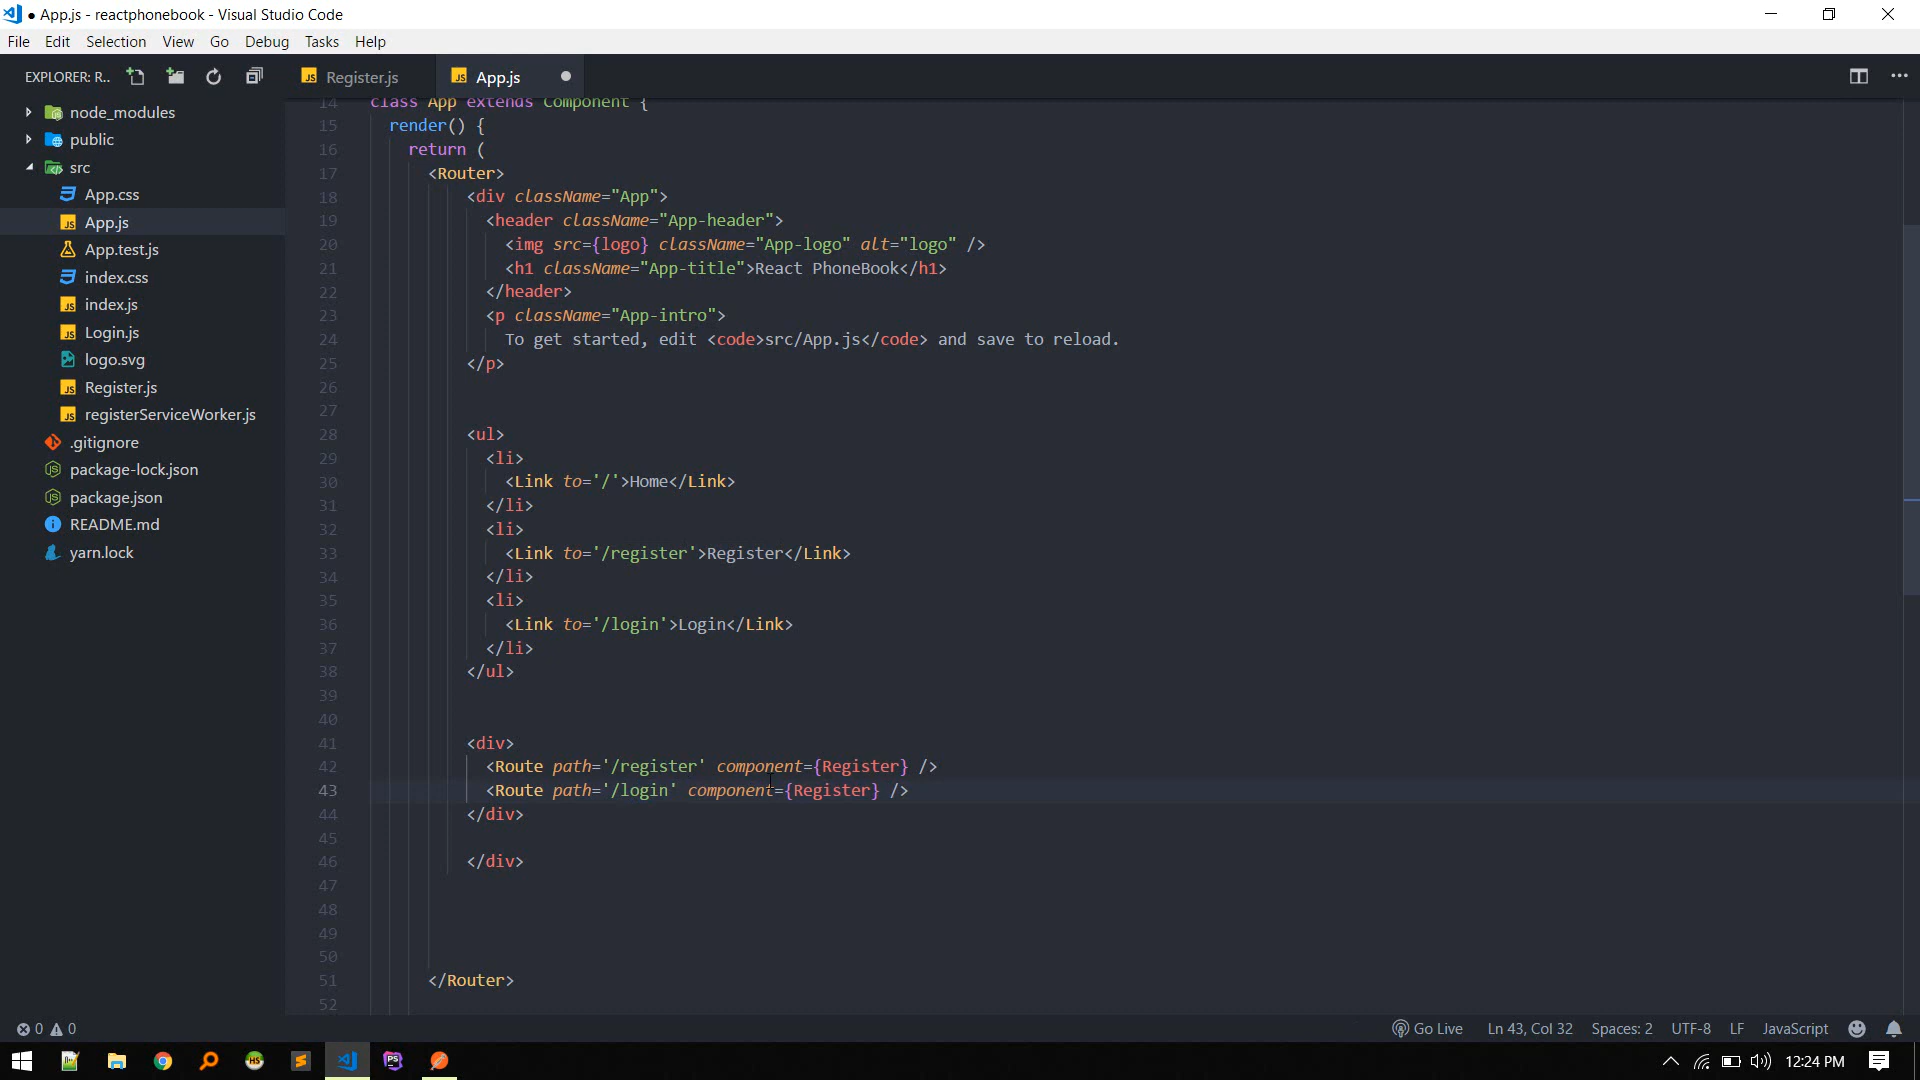 ● App.js - reactphonebook - Visual Studio Code
File Edit Selection View Go Debug Tasks Help
EXPLORER: R..
Register.js
App.js
node_modules
public
src
App.css
App.js
App.test.js
index.css
index.js
Login.js
logo.svg
Register.js
registerServiceWorker.js
.gitignore
package-lock.json
package.json
README.md
yarn.lock
14 class App extends Component {
15 render() {
16 return (
17 <Router>
18 <div className="App">
19 <header className="App-header">
20 <img src={logo} className="App-logo" alt="logo" />
21 <h1 className="App-title">React PhoneBook</h1>
22 </header>
23 <p className="App-intro">
24 To get started, edit <code>src/App.js</code> and save to reload.
25 </p>
26
27
28 <ul>
29 <li>
30 <Link to='/'>Home</Link>
31 </li>
32 <li>
33 <Link to='/register'>Register</Link>
34 </li>
35 <li>
36 <Link to='/login'>Login</Link>
37 </li>
38 </ul>
39
40
41 <div>
42 <Route path='/register' component={Register} />
43 <Route path='/login' component={Register} />
44 </div>
45
46 </div>
47
48
49
50
51 </Router>
52
0 0
Go Live Ln 43, Col 32 Spaces: 2 UTF-8 LF JavaScript
HS
S
PS
12:24 PM